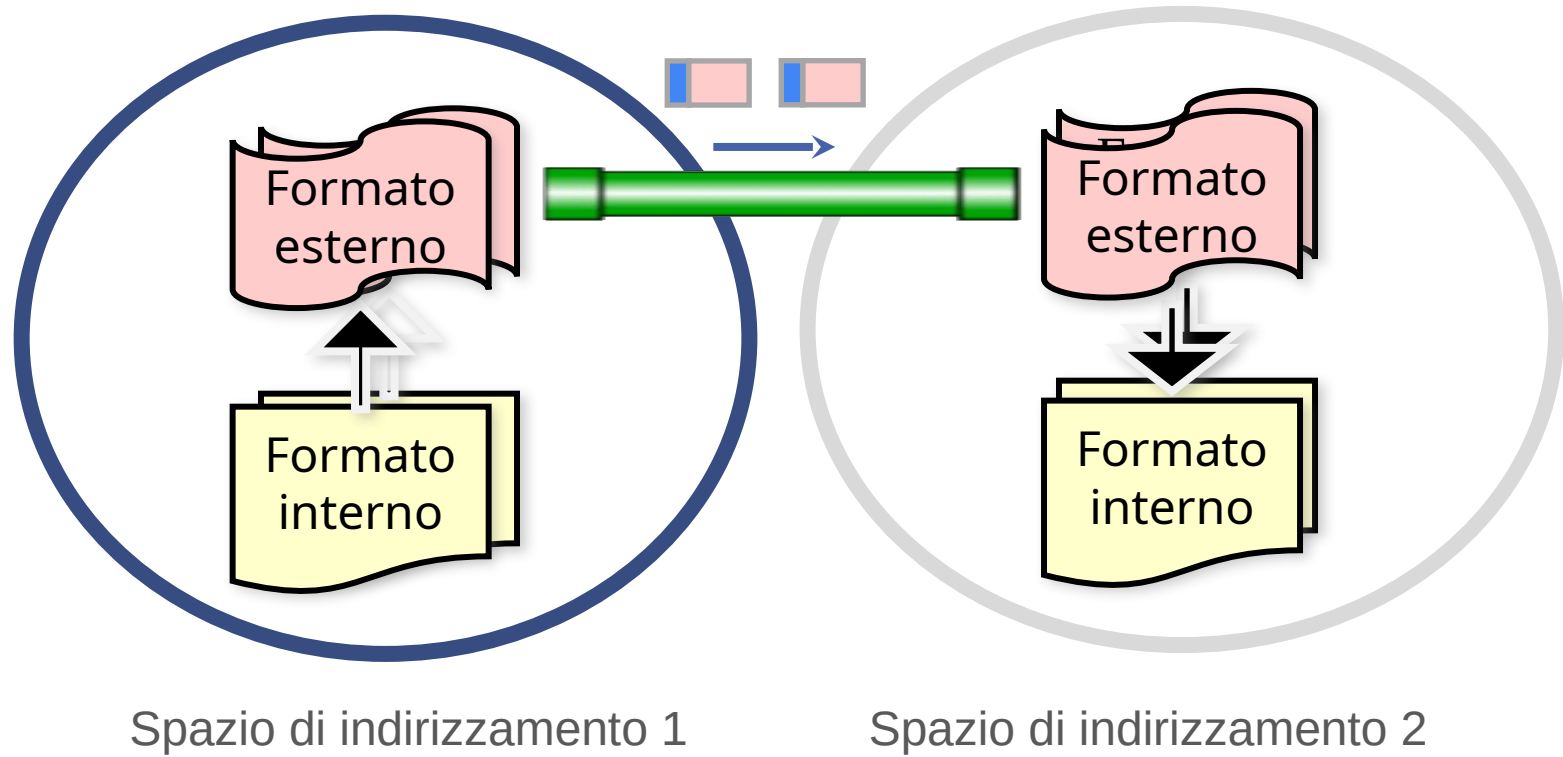 Formato
esterno
Formato
interno
Spazio di indirizzamento 1
Formato
esterno
Formato
interno
Spazio di indirizzamento 2